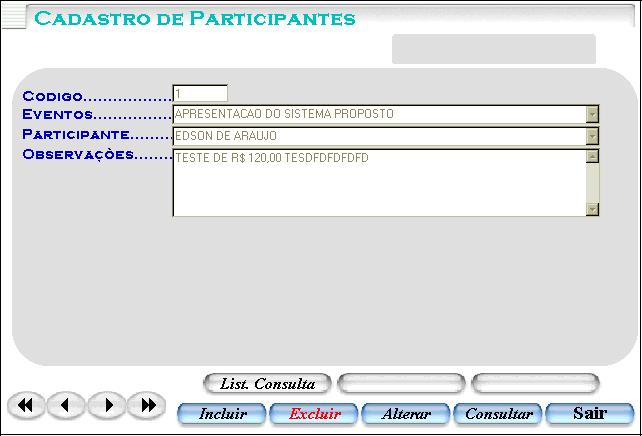 CADASTRO DE PARTICIPANTES
CODIGO.................. 1
EVENTOS................. APRESENTACAO DO SISTEMA PROPOSTO
PARTICIPANTE......... EDSON DE ARAUJO
OBSERVAÇÒES........ TESTE DE R$ 120,00 TESDFDFDFDFD
List. Consulta
Incluir Excluir Alterar Consultar Sair